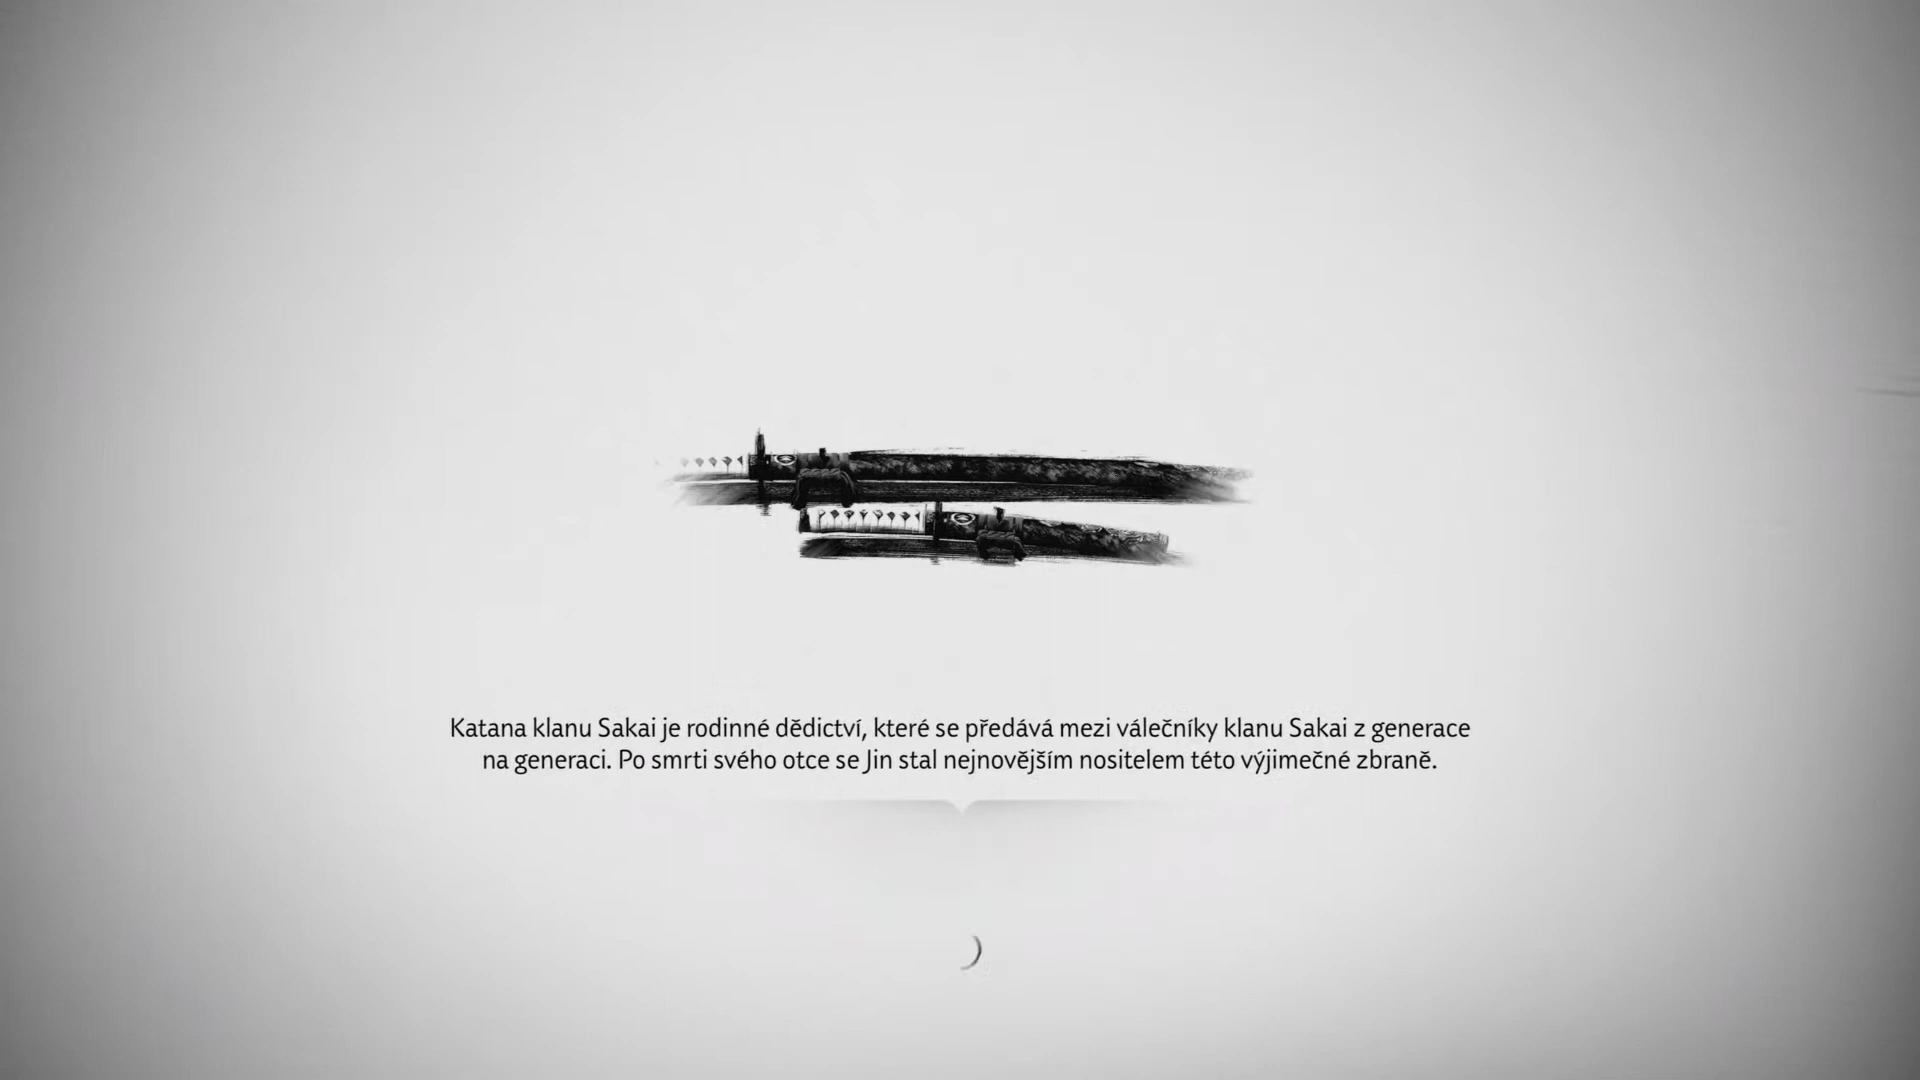 Katana klanu Sakai je rodinné dědictví, které se předává mezi válečníky klanu Sakai z generace
na generaci. Po smrti svého otce se Jin stal nejnovějším nositelem této výjimečné zbraně.